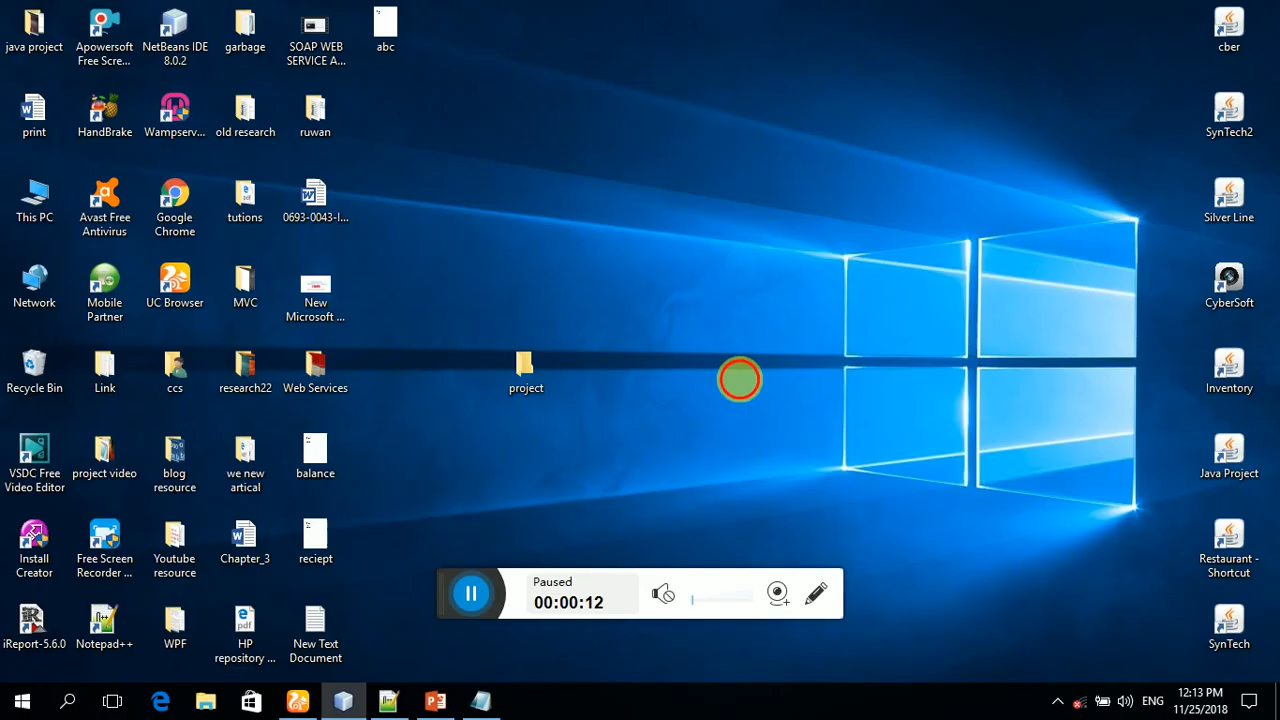 java project
Apowersoft
Free Scre...
NetBeans IDE
8.0.2
garbage
SOAP WEB
SERVICE A...
abc
cber
print
HandBrake
Wampserv...
old research
ruwan
SynTech2
This PC
Avast Free
Antivirus
Google
Chrome
tutions
0693-0043-I...
Silver Line
Network
Mobile
Partner
UC Browser
MVC
New
Microsoft ...
CyberSoft
Recycle Bin
Link
ccs
research22
Web Services
project
Inventory
VSDC Free
Video Editor
project video
blog
resource
we new
artical
balance
Java Project
Install
Creator
Free Screen
Recorder ...
Youtube
resource
Chapter_3
reciept
Restaurant -
Shortcut
Paused
00:00:12
iReport-5.6.0
Notepad++
WPF
HP
repository ...
New Text
Document
SynTech
ENG
12:13 PM
11/25/2018